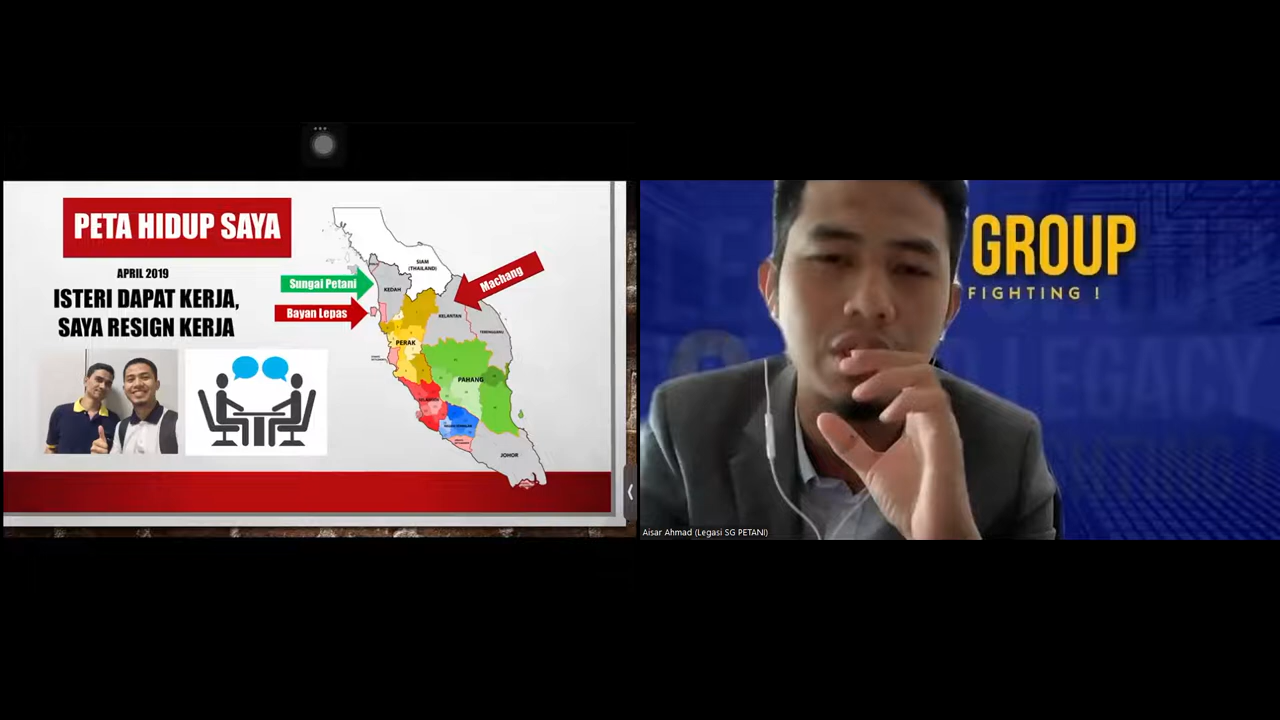 PETA HIDUP SAYA
APRIL 2019
ISTERI DAPAT KERJA,
SAYA RESIGN KERJA
Sungai Petani
Bayan Lepas
Machang
SIAM
(THAILAND)
KEDAH
KELANTAN
PERAK
PAHANG
JOHOR
GROUP
FIGHTING !
LEGACY
Aisar Ahmad (Legasi SG PETANI)